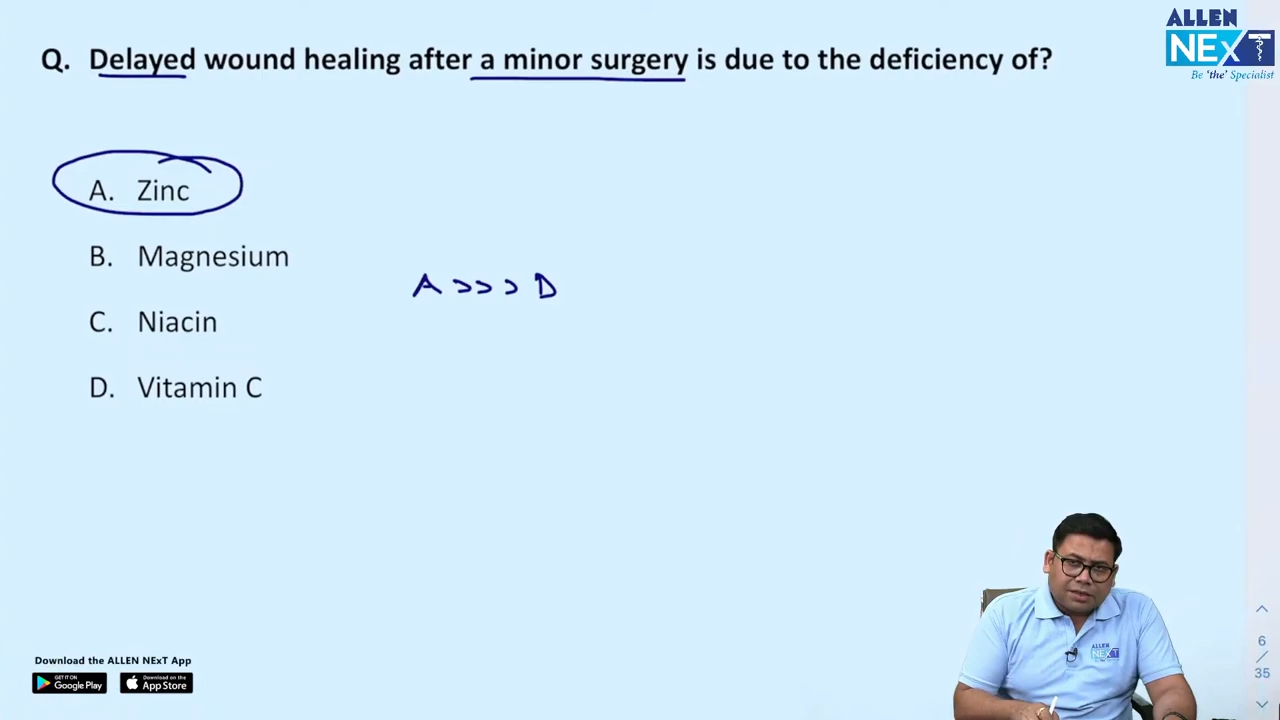 ALLEN
NExT
Be 'the' Specialist
Q. Delayed wound healing after a minor surgery is due to the deficiency of?
A. Zinc
B. Magnesium
A >>> D
C. Niacin
D. Vitamin C
ALLEN
NExT
Download the ALLEN NExT App
GET IT ON
Google Play
Download on the
App Store
6
/
35